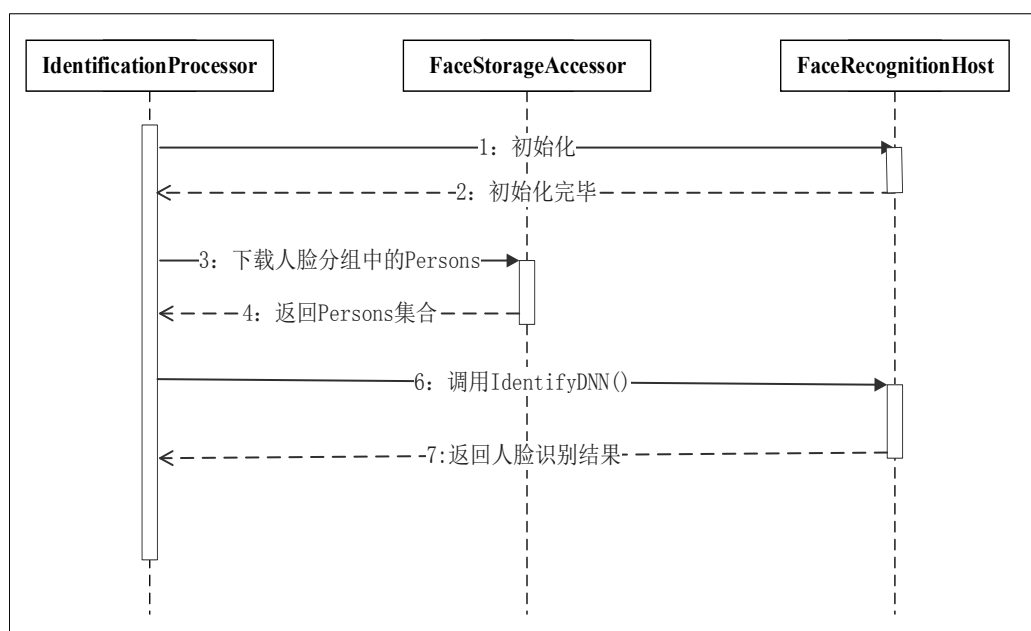 IdentificationProcessor
FaceStorageAccessor
FaceRecognitionHost
1：初始化
2：初始化完毕
3：下载人脸分组中的Persons
4：返回Persons集合
6：调用IdentifyDNN()
7:返回人脸识别结果